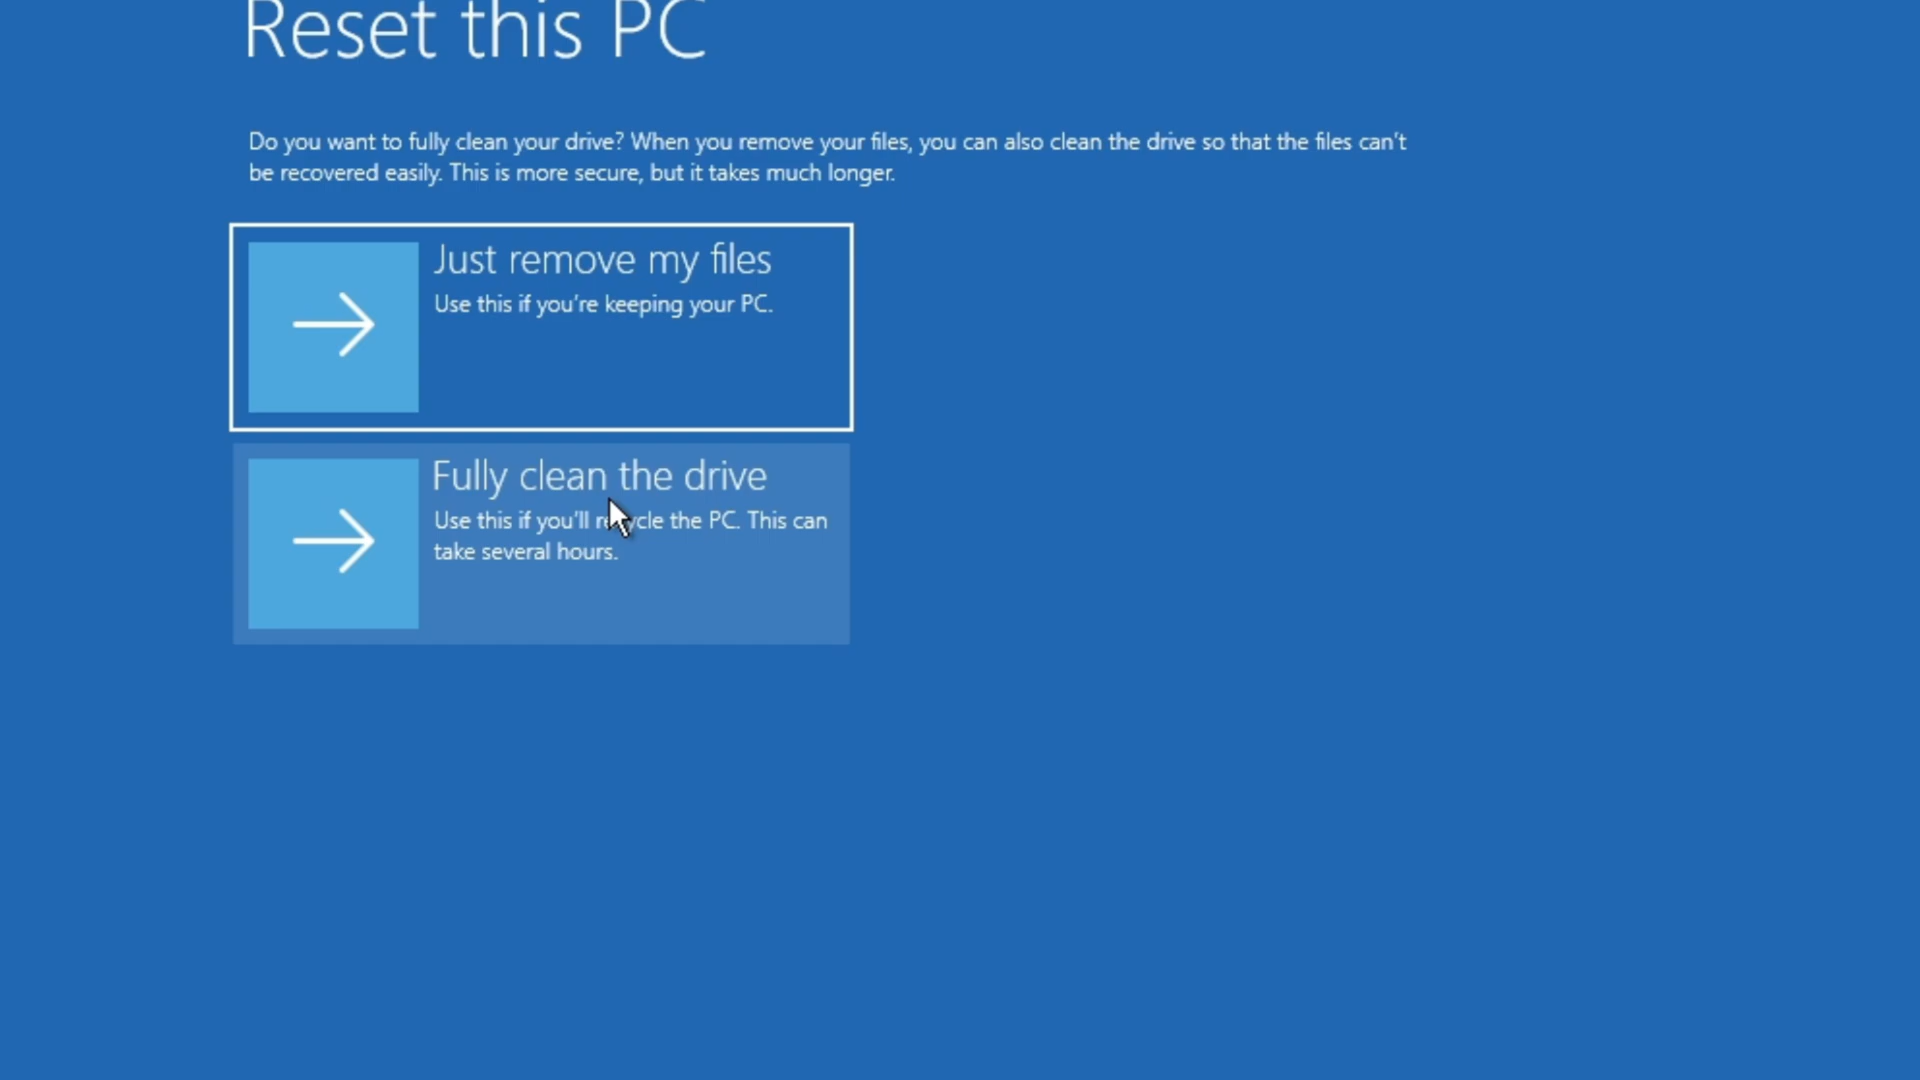 Reset this PC
Do you want to fully clean your drive? When you remove your files, you can also clean the drive so that the files can't
be recovered easily. This is more secure, but it takes much longer.
Just remove my files
Use this if you're keeping your PC.
Fully clean the drive
Use this if you'll recycle the PC. This can
take several hours.